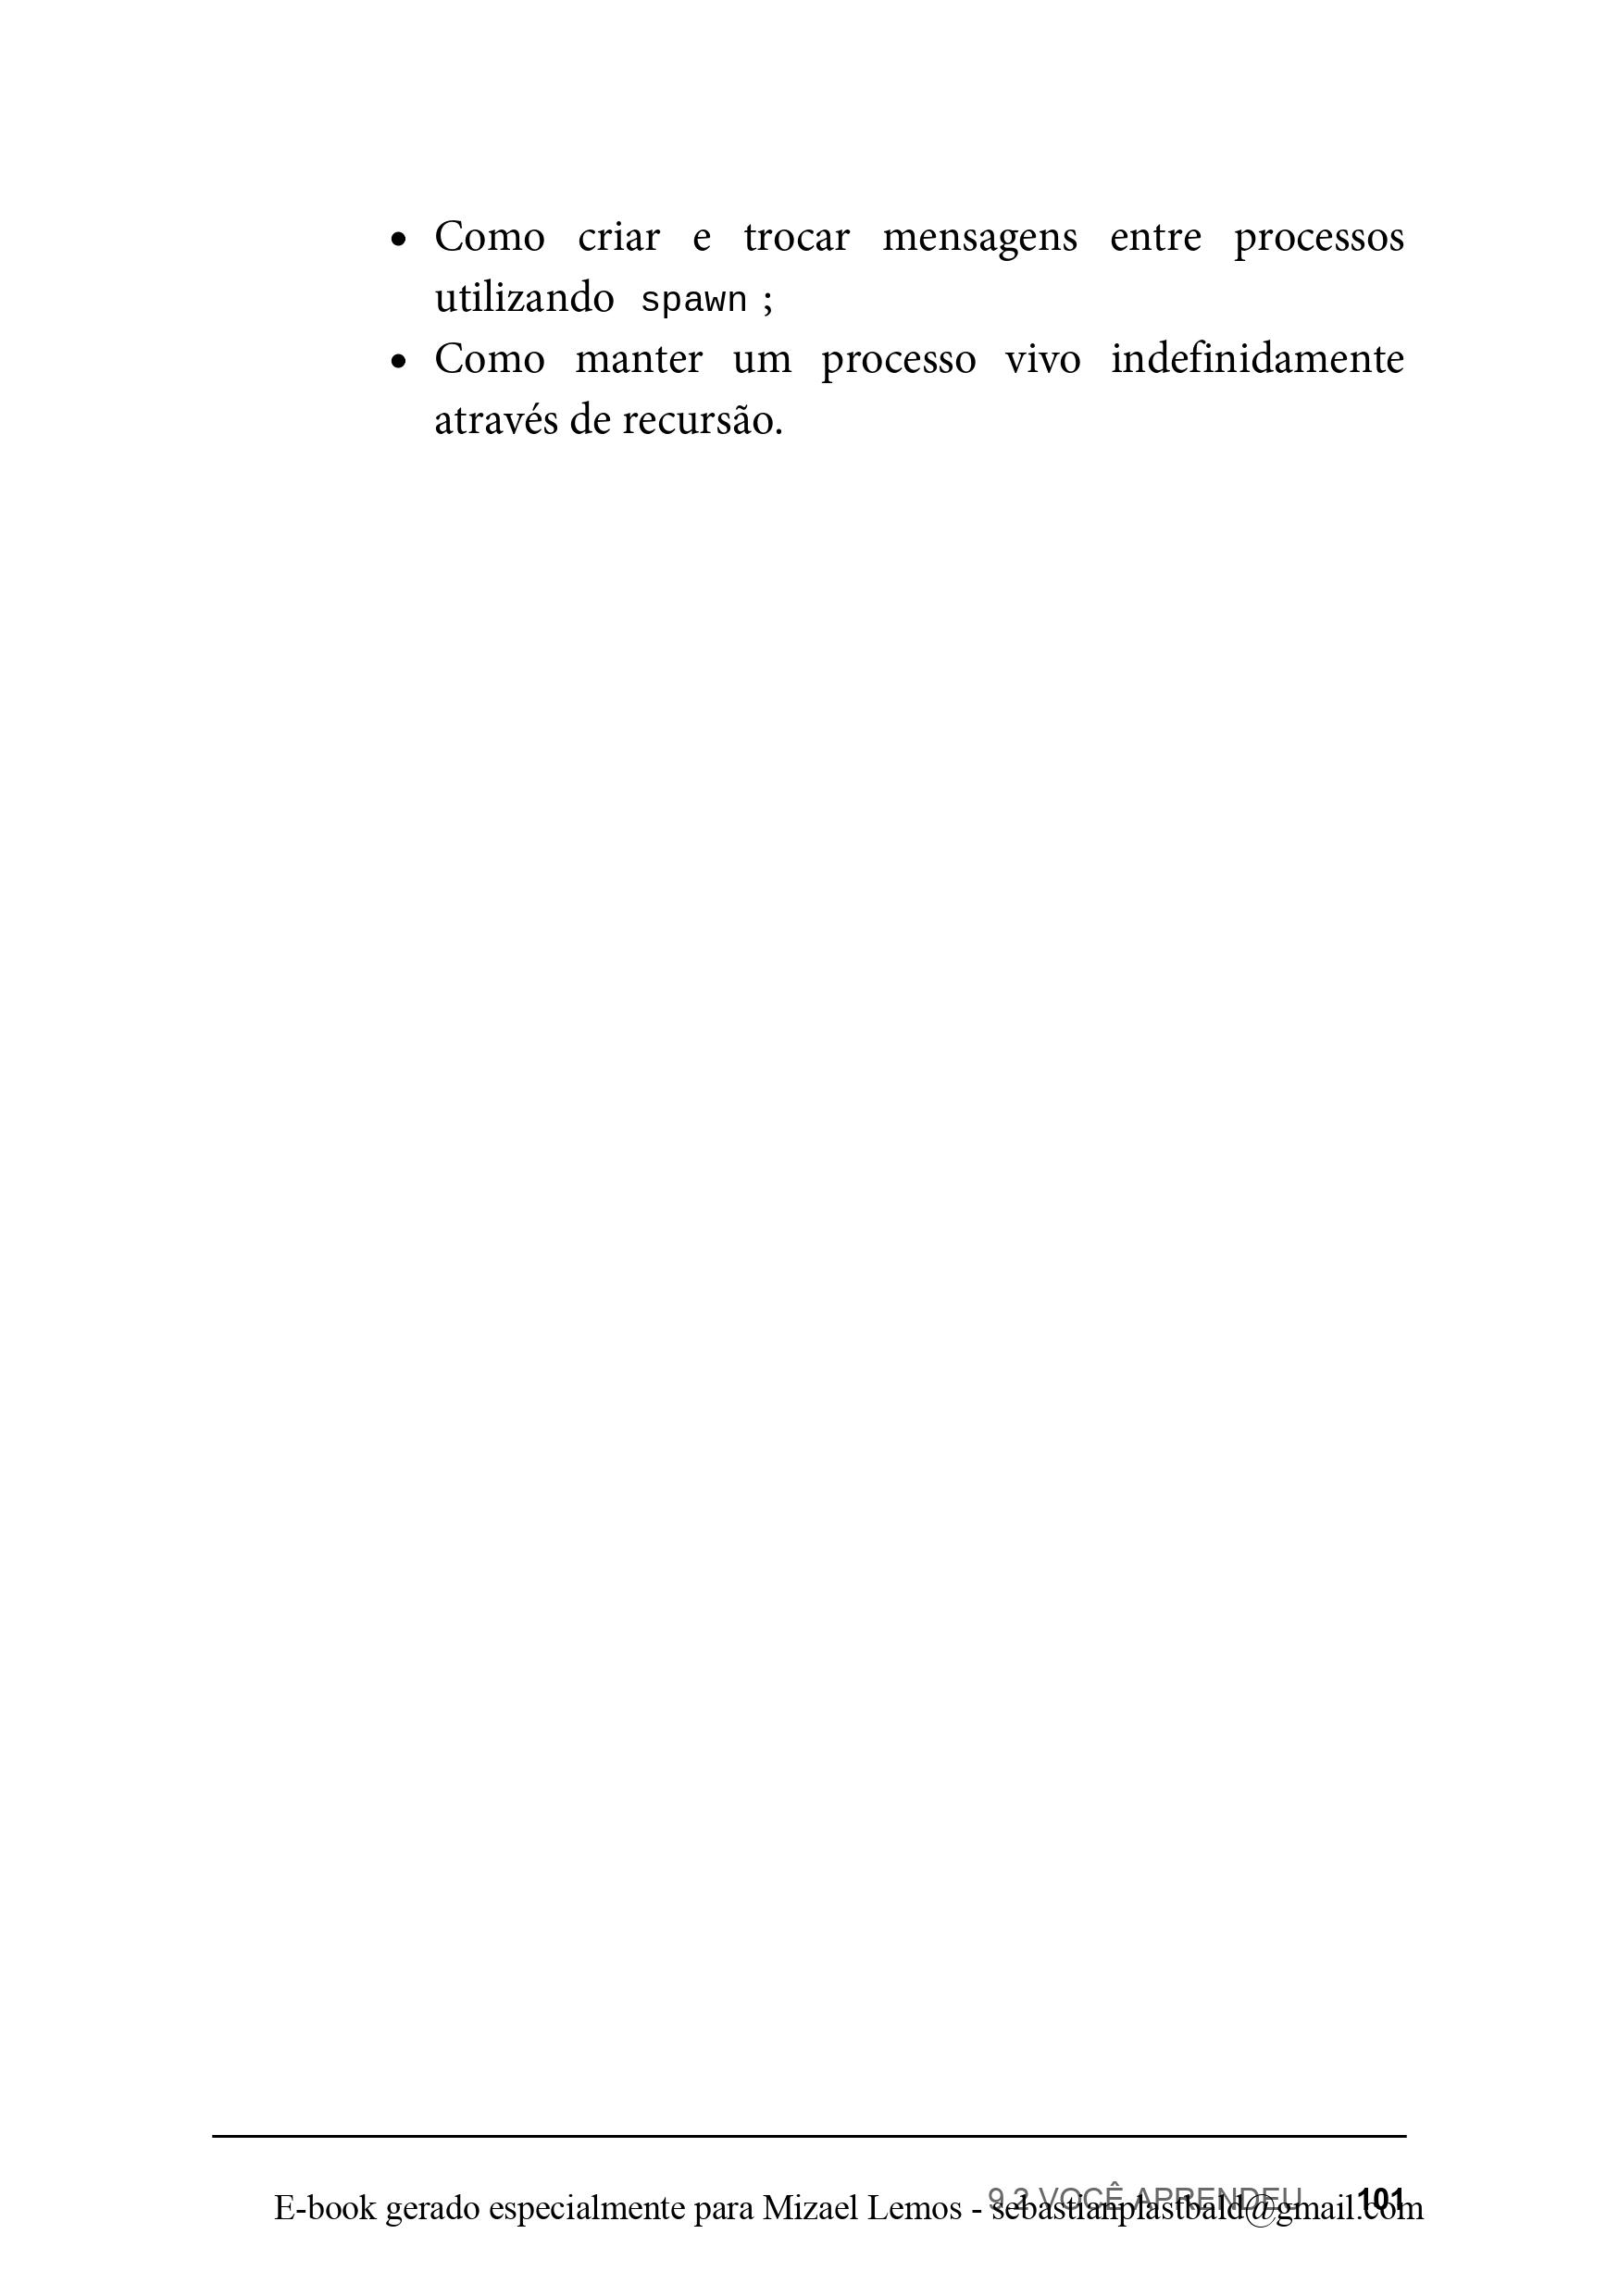 • Como criar e trocar mensagens entre processos
utilizando spawn ;
• Como manter um processo vivo indefinidamente
através de recursão.
9.2 VOCÊ APRENDEU 101
E-book gerado especialmente para Mizael Lemos - sebastianplastbald@gmail.com